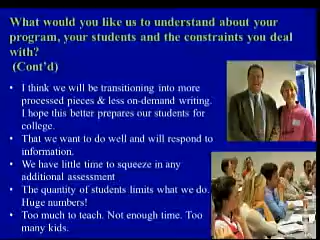 What would you like us to understand about your
program, your students and the constraints you deal
with?
(Cont'd)
• I think we will be transitioning into more
processed pieces & less on-demand writing.
I hope this better prepares our students for
college.
• That we want to do well and will respond to
information.
• We have little time to squeeze in any
additional assessment
• The quantity of students limits what we do.
Huge numbers!
• Too much to teach. Not enough time. Too
many kids.